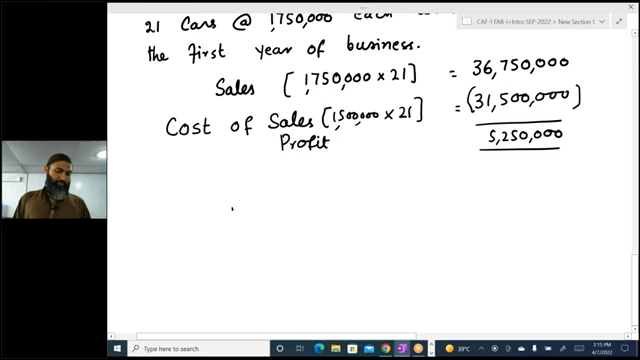 21 Cars @ 1,750,000 each
the first year of business.
Sales [1,750,000 × 21] = 36,750,000
Cost of Sales [1,500,000 × 21] = (31,500,000)
Profit 5,250,000
CAF-1 FAR-I+Intro SEP-2022 » New Section 1
Type here to search
39°C
3:15 PM
4/7/2022